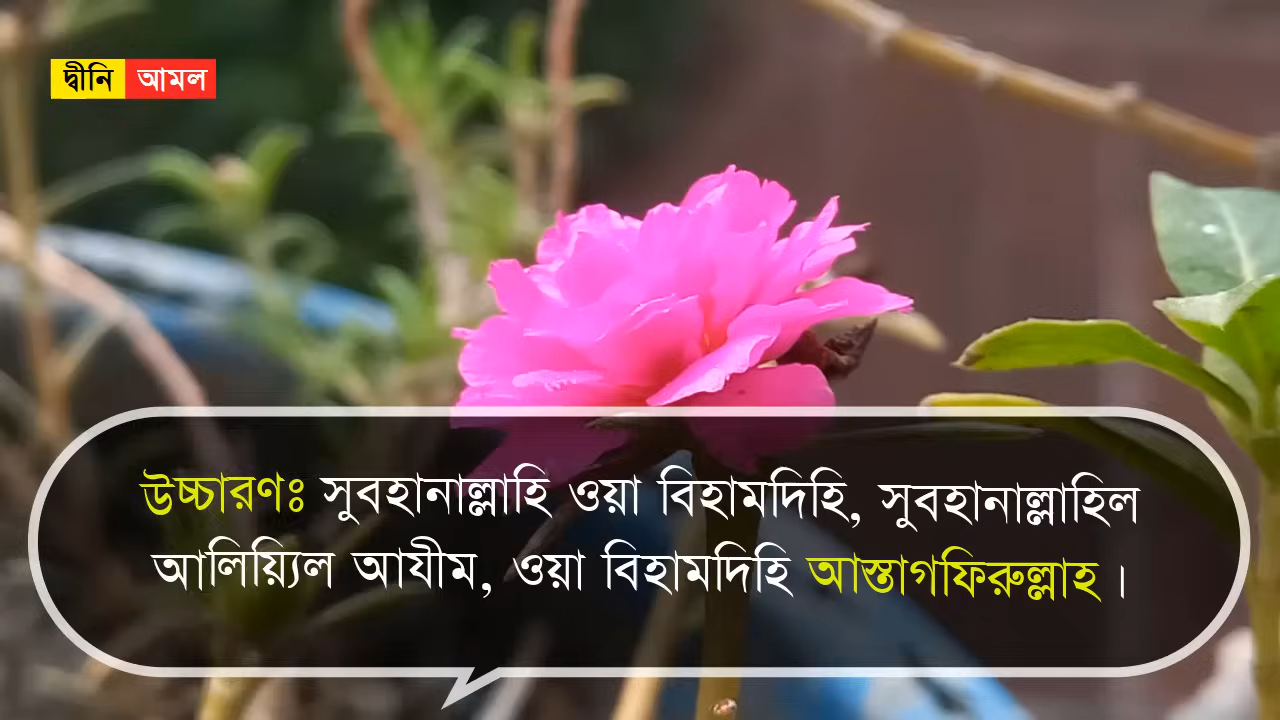 দ্বীনি আমল
উচ্চারণঃ সুবহানাল্লাহি ওয়া বিহামদিহি, সুবহানাল্লাহিল
আলিয়্যিল আযীম, ওয়া বিহামদিহি আস্তাগফিরুল্লাহ।